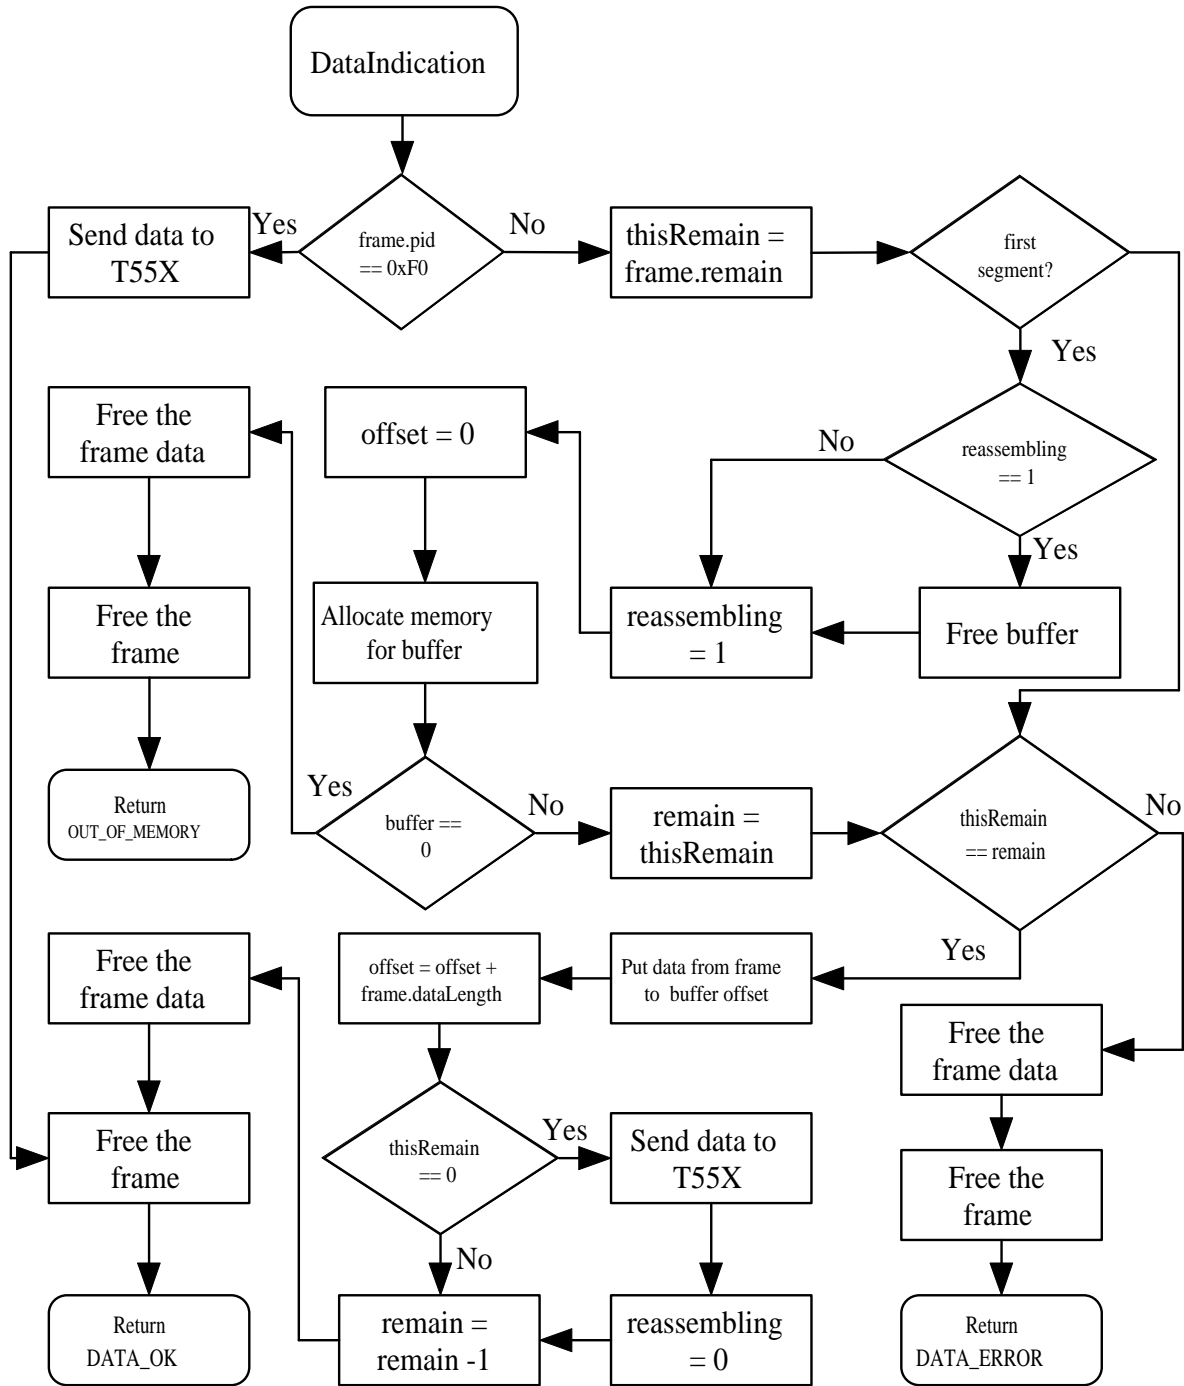 DataIndication
Yes
No
Send data to
T55X
frame.pid
== 0xF0
thisRemain =
frame.remain
first
segment?
Yes
Free the
frame data
offset = 0
No
reassembling
== 1
Yes
Free the
frame
Allocate memory
for buffer
reassembling
= 1
Free buffer
Return
OUT_OF_MEMORY
Yes
buffer ==
0
No
remain =
thisRemain
thisRemain
== remain
No
Yes
Free the
frame data
offset = offset +
frame.dataLength
Put data from frame
to buffer offset
Free the
frame data
Free the
frame
thisRemain
== 0
Yes
Send data to
T55X
Free the
frame
No
Return
DATA_OK
remain =
remain -1
reassembling
= 0
Return
DATA_ERROR